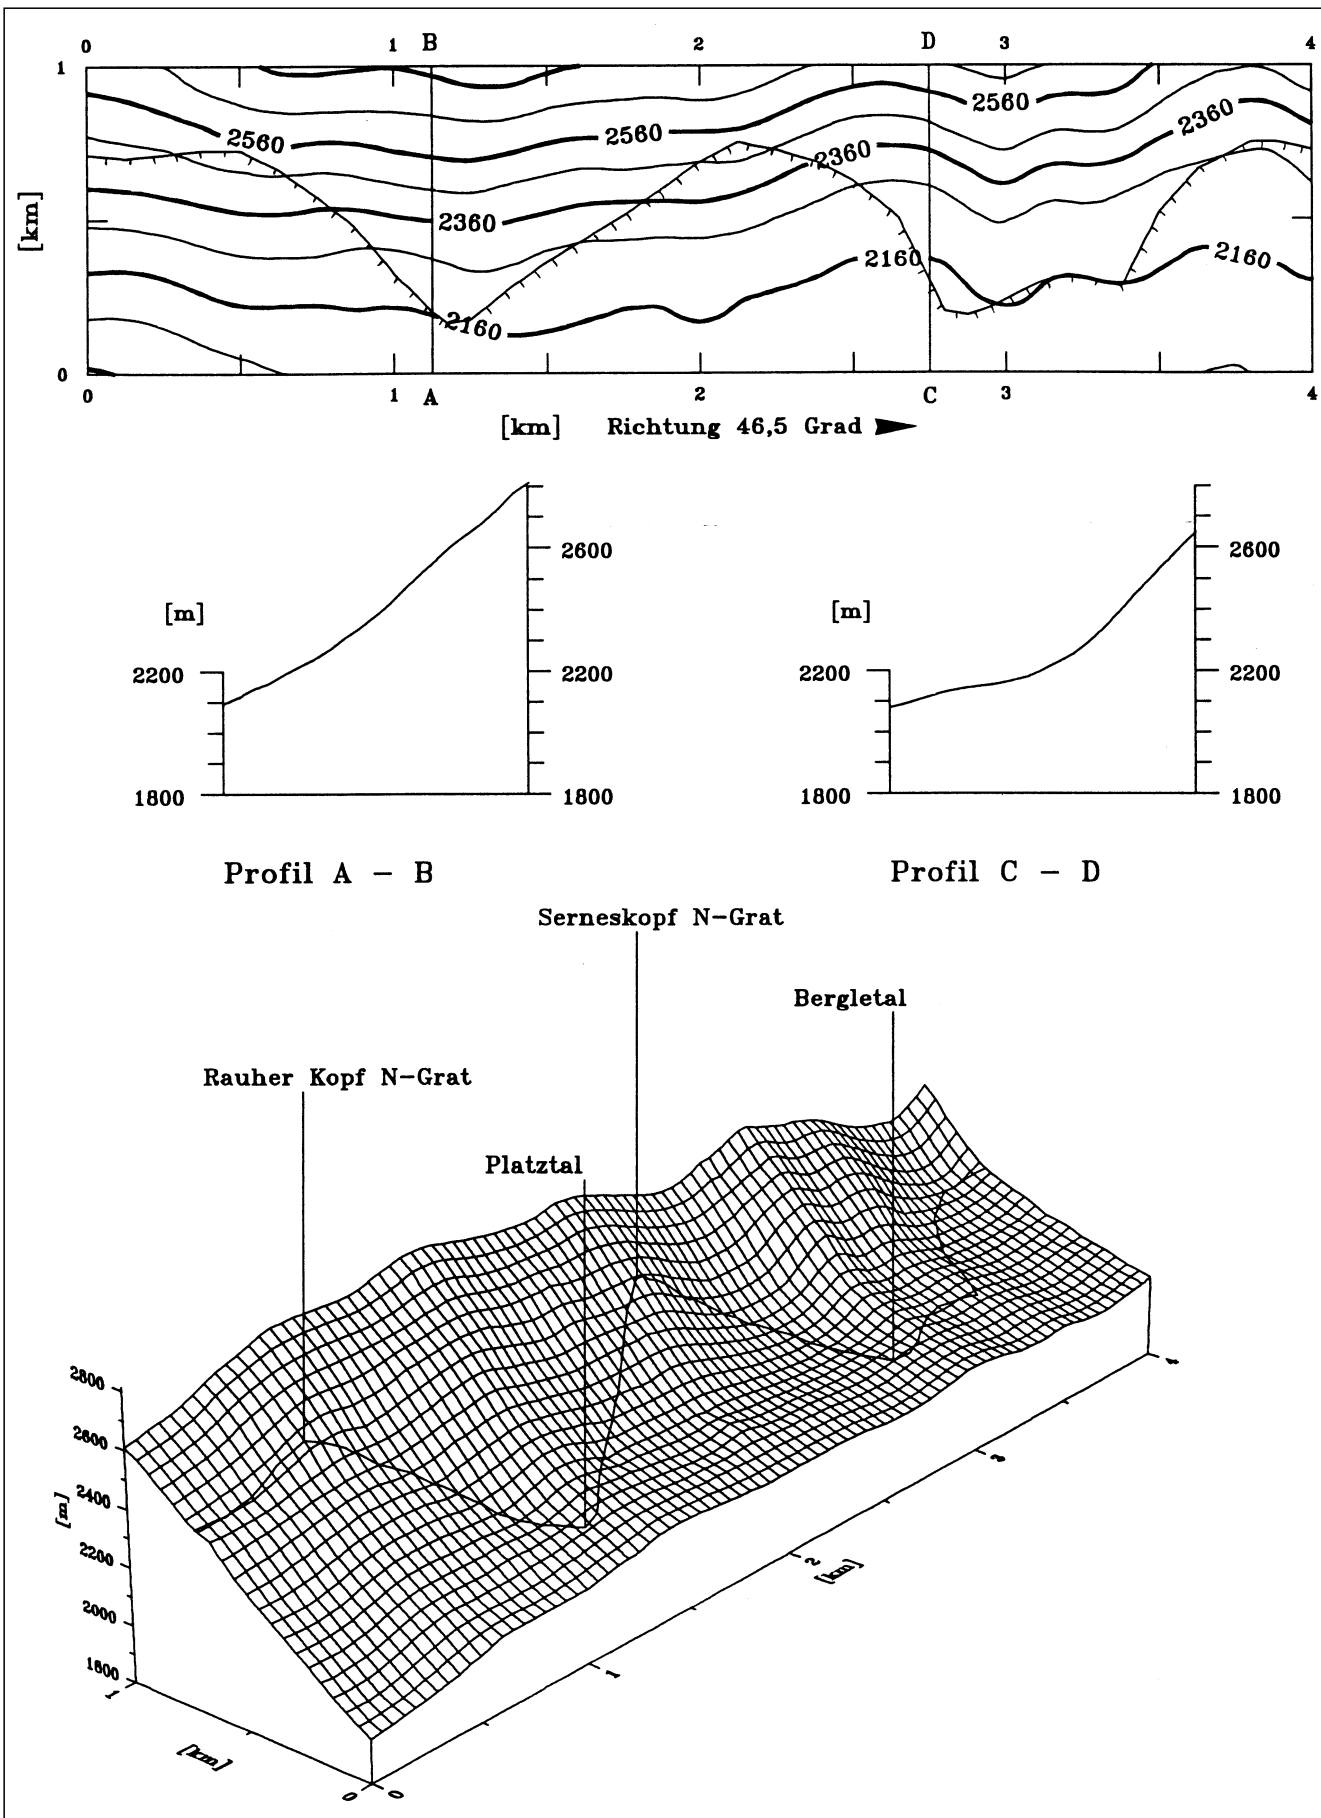 0 1 B 2 D 3 4
1
2560 2560 2560 2360
2360
[km]
2360
2160 2160
2160
0
0 1 A 2 C 3 4
[km] Richtung 46,5 Grad
2600 2600
[m] [m]
2200 2200 2200 2200
1800 1800 1800 1800
Profil A - B Profil C - D
Serneskopf N-Grat
Bergletal
Rauher Kopf N-Grat
Platztal
2800
2600
2400
[m]
2200
2000
1800
1
[km]
0
0
1
2
[km]
3
4